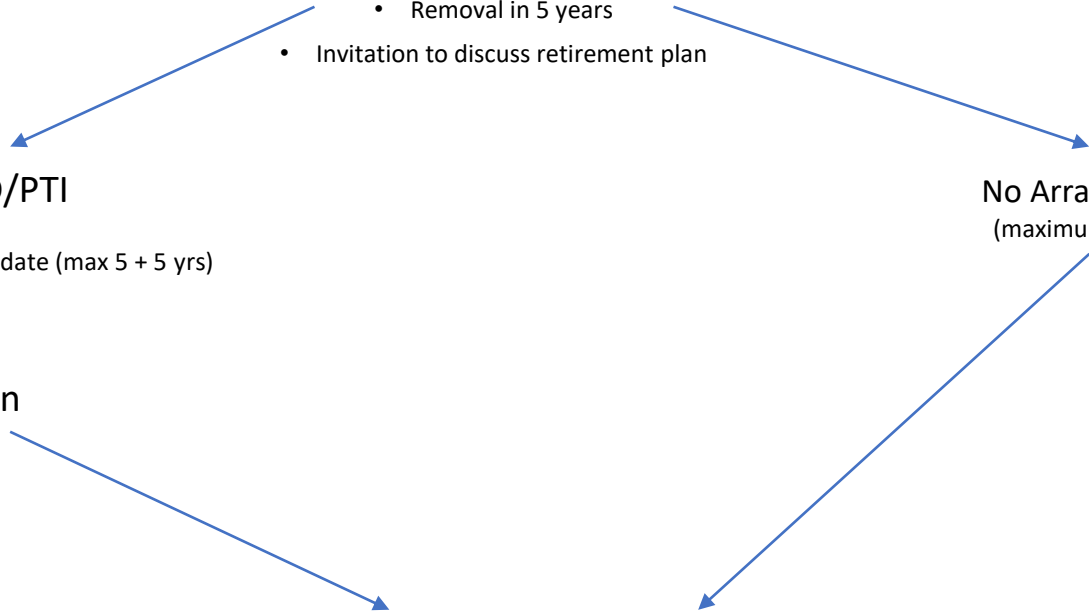 • Removal in 5 years
• Invitation to discuss retirement plan
/PTI
No Arra
(maximu
date (max 5 + 5 yrs)
n